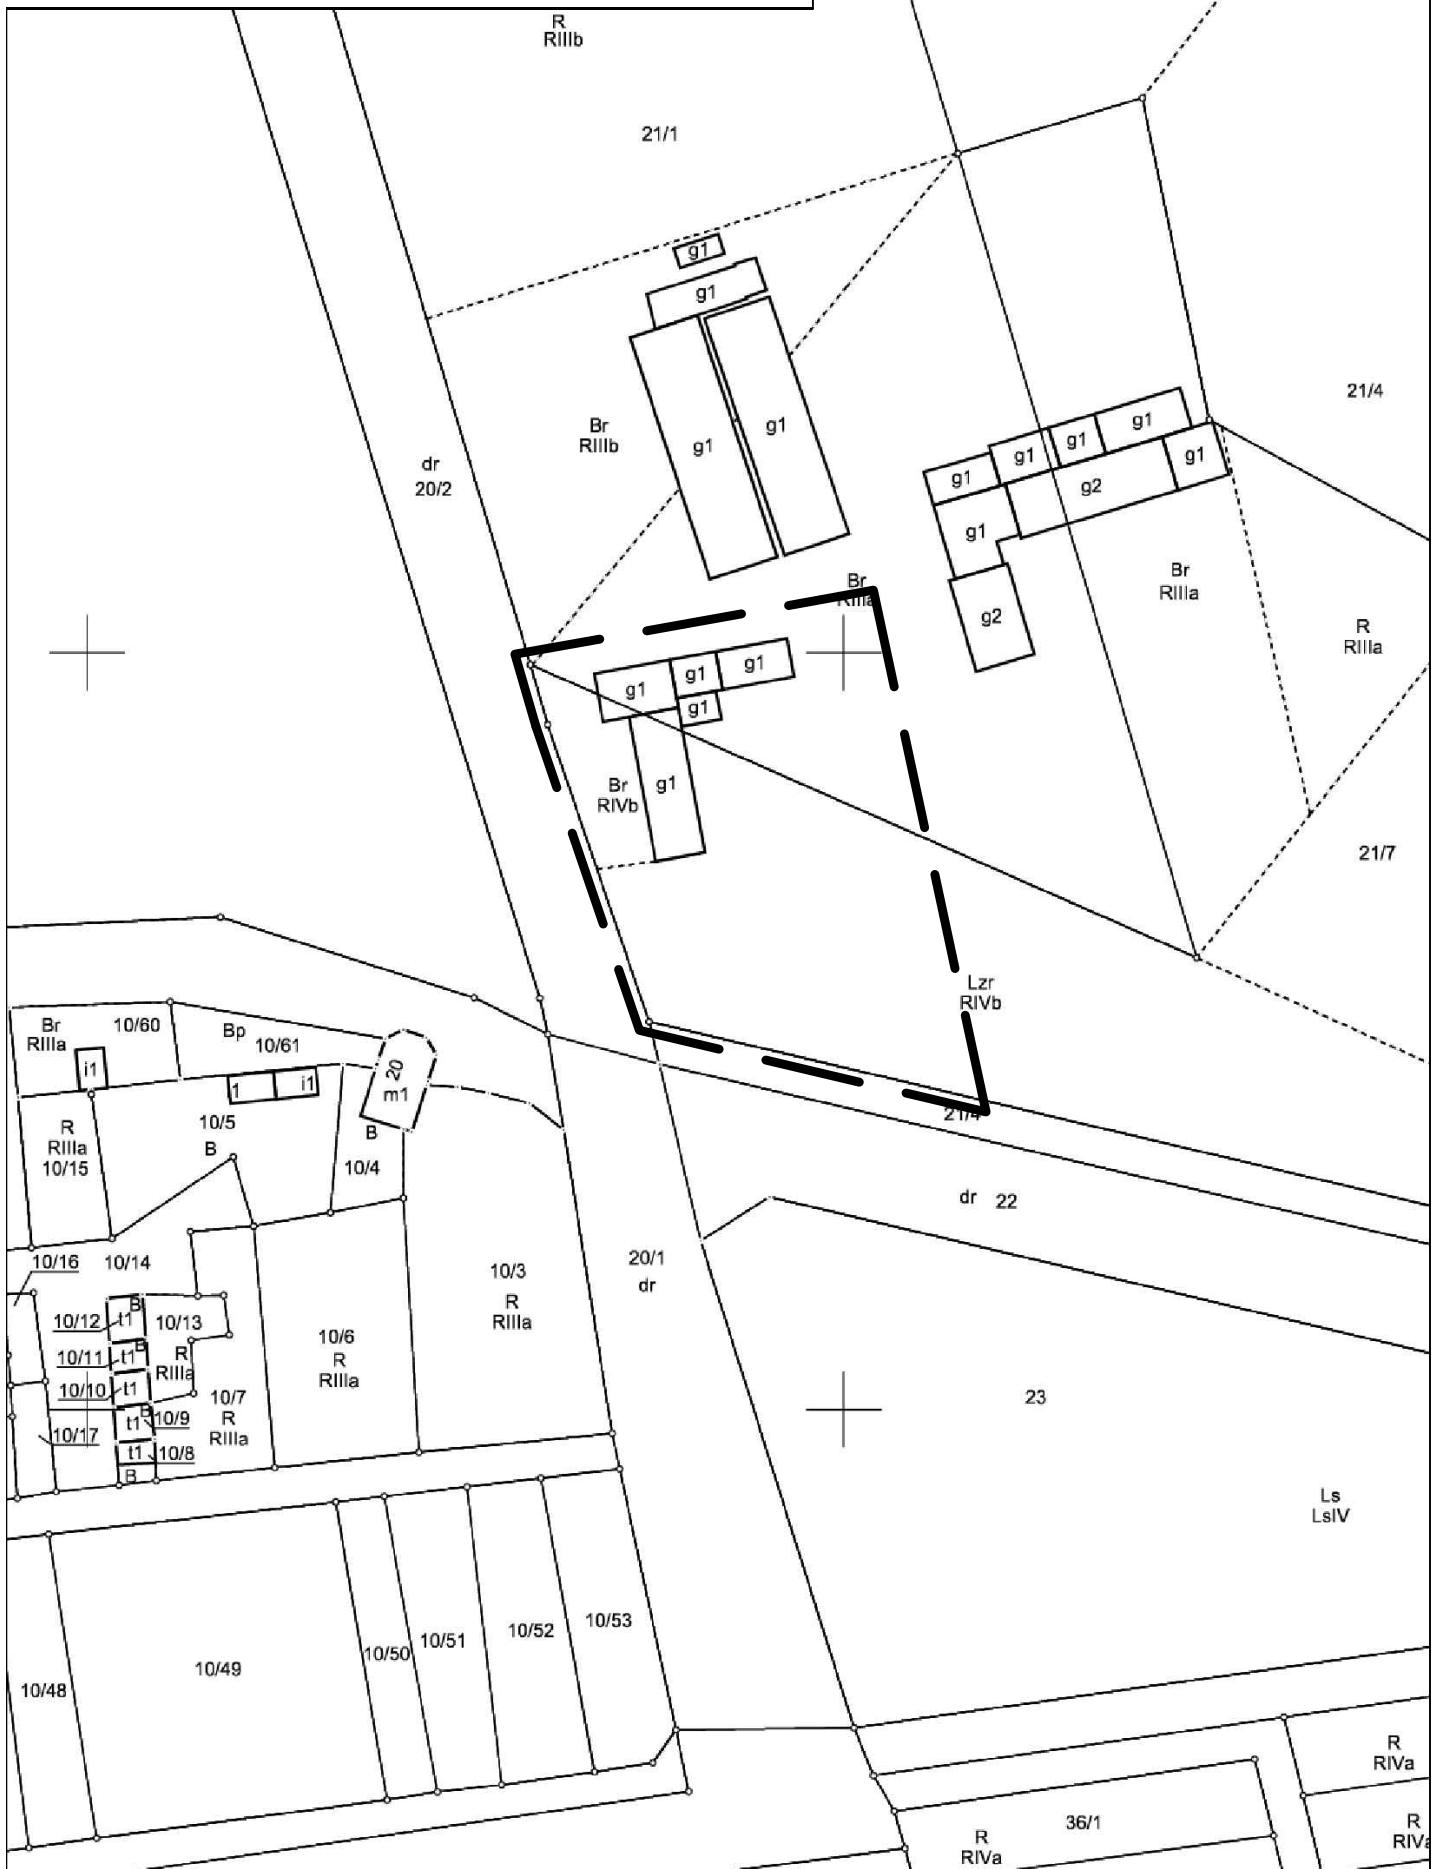 R
RIIIb
21/1
g1
g1
21/4
g1
g1
g1
g1
g1
g1
g1
g1
g2
g1
g2
Br
RIIIb
dr
20/2
Br
RIIIa
Br
RIIIa
R
RIIIa
g1
g1
g1
g1
g1
Br
RIVb
21/7
Lzr
RIVb
Br
RIIIa
10/60
Bp
10/61
i1
1
i1
20
m1
R
RIIIa
10/15
10/5
B
B
10/4
21/4
dr 22
10/16
10/14
20/1
dr
10/3
R
RIIIa
10/12
t1
B
10/13
10/11
t1
B
R
RIIIa
10/10
t1
10/6
R
RIIIa
10/7
R
RIIIa
t1
B
10/9
10/17
t1
10/8
B
23
Ls
LsIV
10/53
10/52
10/51
10/50
10/49
10/48
R
RIVa
36/1
R
RIVa
R
RIVa